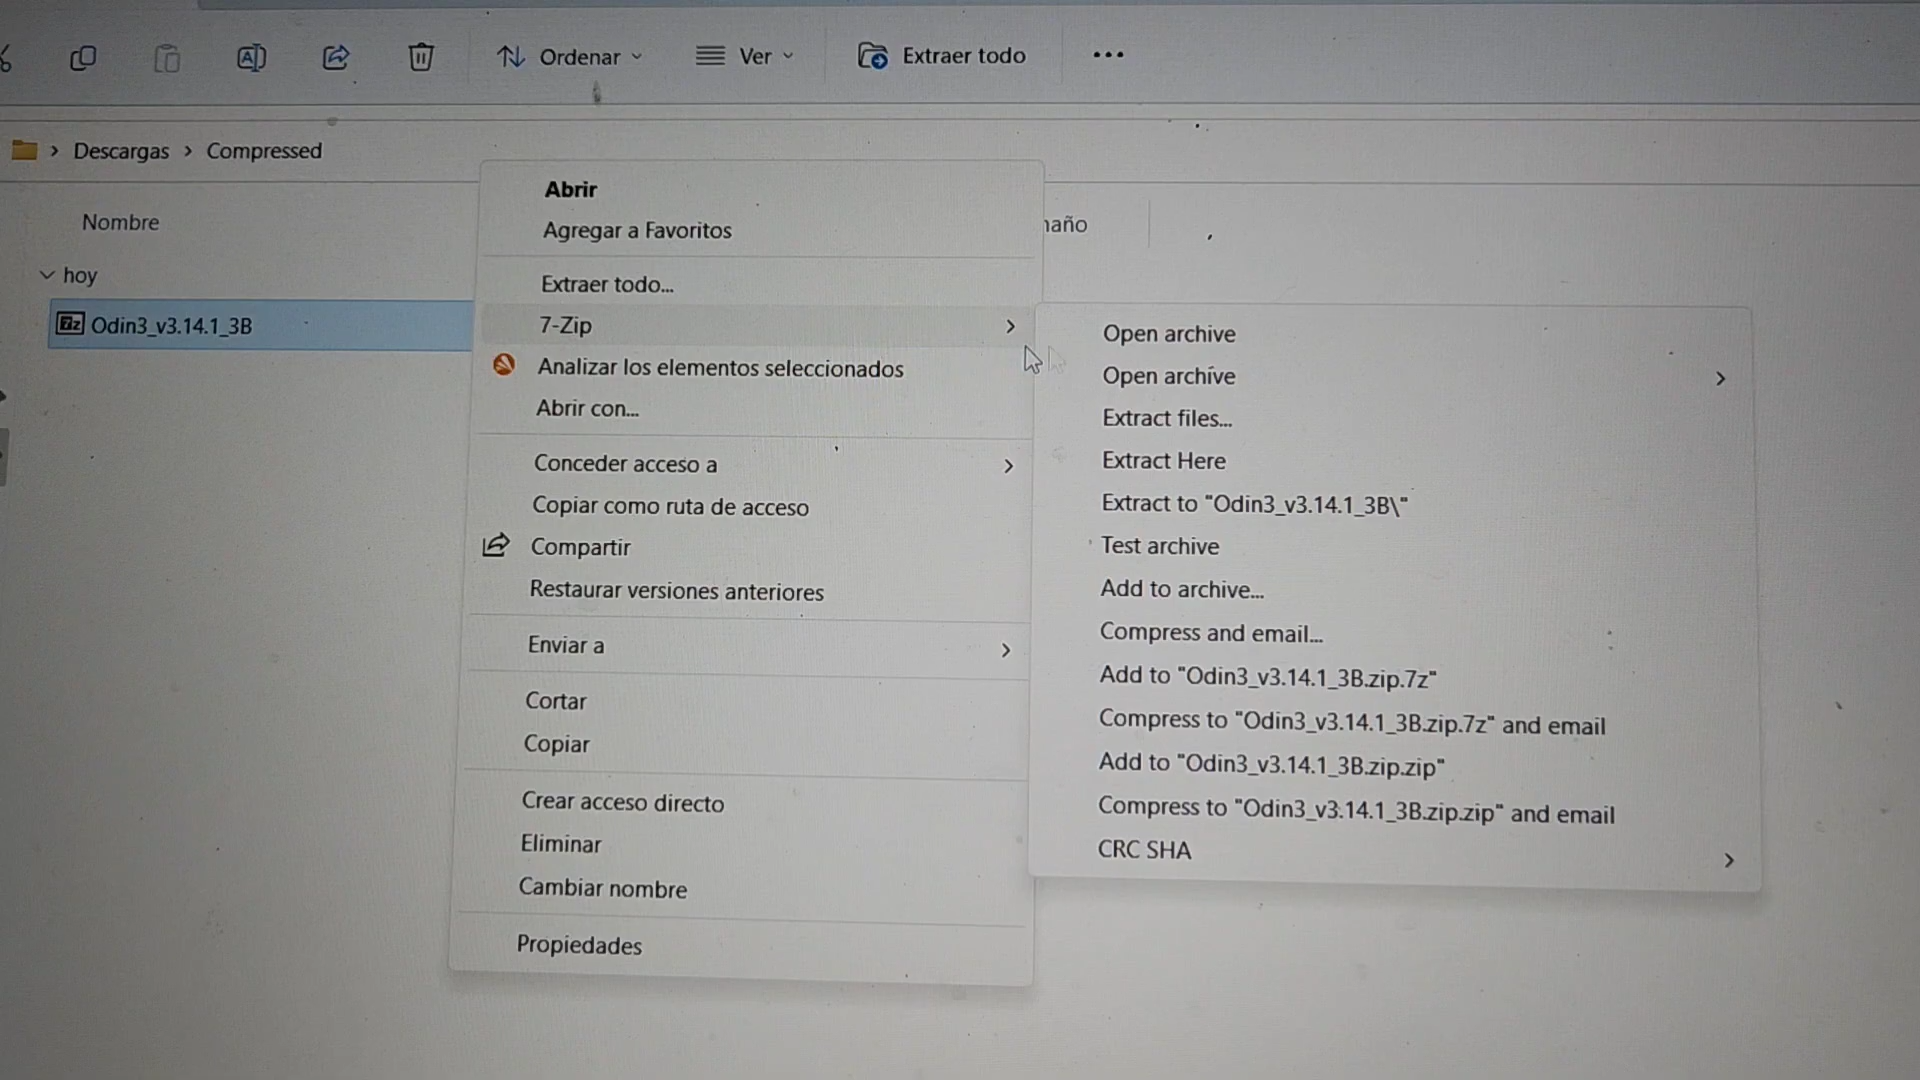 Ordenar
Ver
Extraer todo
Descargas > Compressed
Nombre
hoy
Odin3_v3.14.1_3B
Abrir
Agregar a Favoritos
Extraer todo...
7-Zip
Analizar los elementos seleccionados
Abrir con...
Conceder acceso a
Copiar como ruta de acceso
Compartir
Restaurar versiones anteriores
Enviar a
Cortar
Copiar
Crear acceso directo
Eliminar
Cambiar nombre
Propiedades
Open archive
Open archive
Extract files...
Extract Here
Extract to "Odin3_v3.14.1_3B\"
Test archive
Add to archive...
Compress and email...
Add to "Odin3_v3.14.1_3B.zip.7z"
Compress to "Odin3_v3.14.1_3B.zip.7z" and email
Add to "Odin3_v3.14.1_3B.zip.zip"
Compress to "Odin3_v3.14.1_3B.zip.zip" and email
CRC SHA